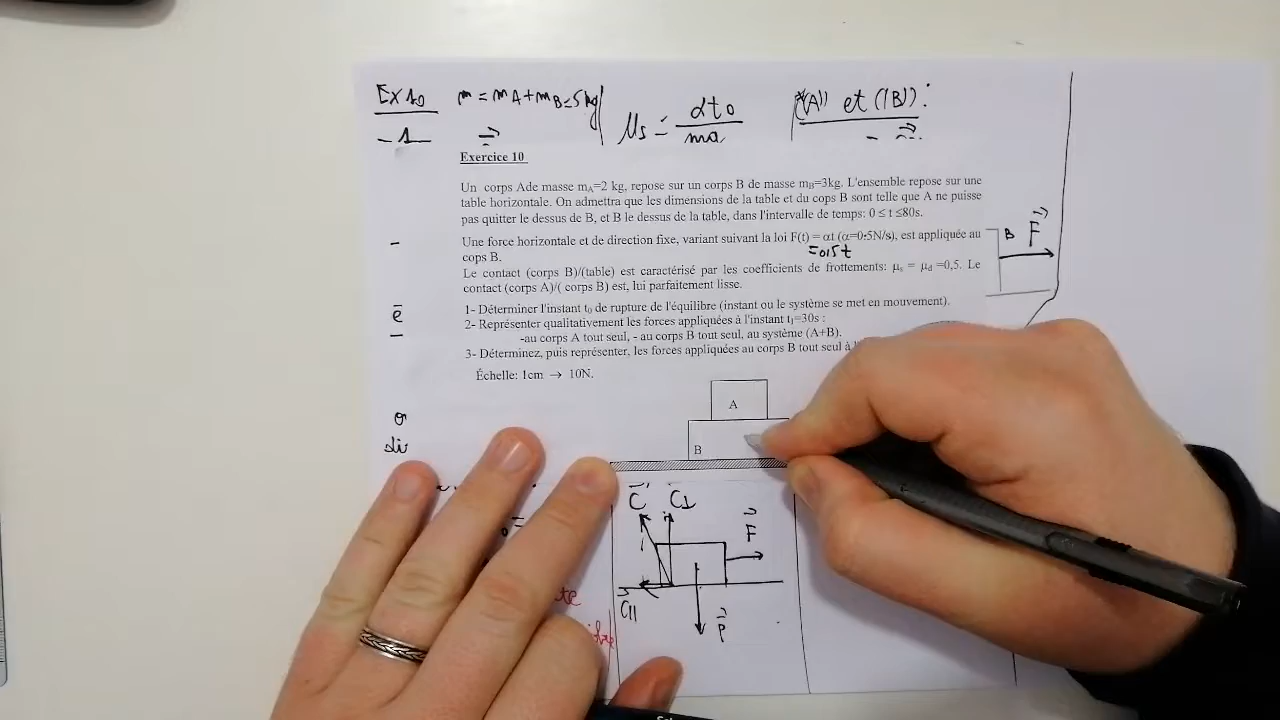 Ex10 m = mA + mB = 5 kg
-1
μs = αt0 / ma
"(A)" et "(B)" :
Exercice 10
Un corps Ade masse mA=2 kg, repose sur un corps B de masse mB=3kg. L'ensemble repose sur une
table horizontale. On admettra que les dimensions de la table et du cops B sont telle que A ne puisse
pas quitter le dessus de B, et B le dessus de la table, dans l'intervalle de temps: 0 ≤ t ≤80s.
Une force horizontale et de direction fixe, variant suivant la loi F(t) = αt (α=0.5N/s), est appliquée au
cops B.
=0,5t
B F
Le contact (corps B)/(table) est caractérisé par les coefficients de frottements: μs = μd =0,5. Le
contact (corps A)/( corps B) est, lui parfaitement lisse.
1- Déterminer l'instant t0 de rupture de l'équilibre (instant ou le système se met en mouvement).
2- Représenter qualitativement les forces appliquées à l'instant t1=30s :
-au corps A tout seul, - au corps B tout seul, au système (A+B).
3- Déterminez, puis représenter, les forces appliquées au corps B tout seul à
Échelle: 1cm → 10N.
A
B
C C⊥
F
C||
P